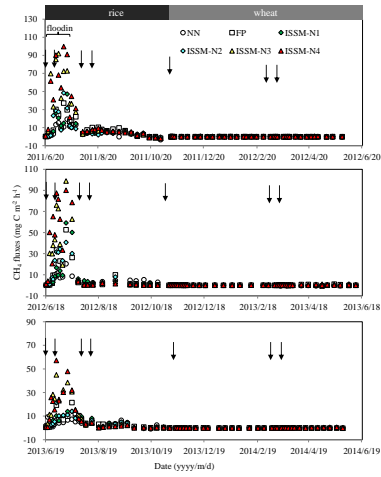 rice wheat
130
floodin
NN FP ISSM-N1
110
ISSM-N2 ISSM-N3 ISSM-N4
90
70
50
30
10
-10
2011/6/20 2011/8/20 2011/10/20 2011/12/20 2012/2/20 2012/4/20 2012/6/20
110
90
70
50
30
10
-10
2012/6/18 2012/8/18 2012/10/18 2012/12/18 2013/2/18 2013/4/18 2013/6/18
CH4 fluxes (mg C m-2 h-1)
90
70
50
30
10
-10
2013/6/19 2013/8/19 2013/10/19 2013/12/19 2014/2/19 2014/4/19 2014/6/19
Date (yyyy/m/d)